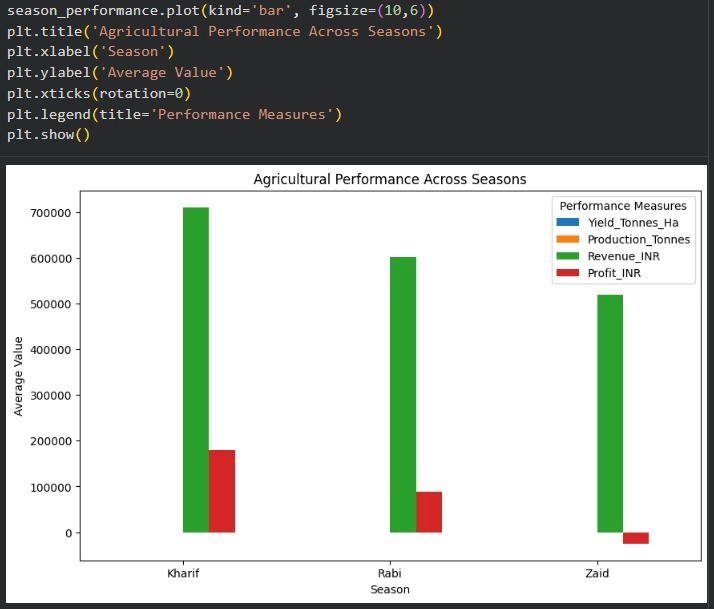 season_performance.plot(kind='bar', figsize=(10,6))
plt.title('Agricultural Performance Across Seasons')
plt.xlabel('Season')
plt.ylabel('Average Value')
plt.xticks(rotation=0)
plt.legend(title='Performance Measures')
plt.show()
Agricultural Performance Across Seasons
Performance Measures
Yield_Tonnes_Ha
Production_Tonnes
Revenue_INR
Profit_INR
Average Value
700000
600000
500000
400000
300000
200000
100000
0
Kharif
Rabi
Zaid
Season